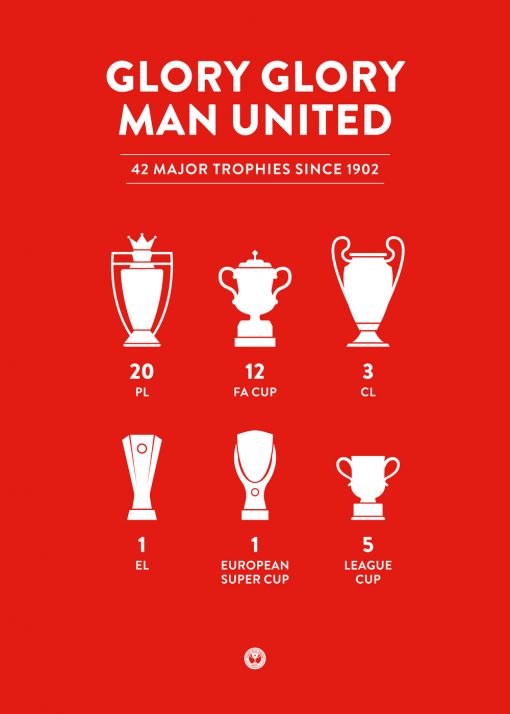 GLORY GLORY
MAN UNITED
42 MAJOR TROPHIES SINCE 1902
20
PL
12
FA CUP
3
CL
1
EL
1
EUROPEAN
SUPER CUP
5
LEAGUE
CUP